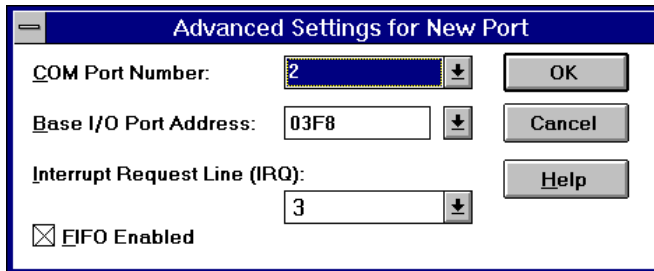 Advanced Settings for New Port
COM Port Number: 2 OK
Base I/O Port Address: 03F8 Cancel
Interrupt Request Line (IRQ): Help
3
FIFO Enabled